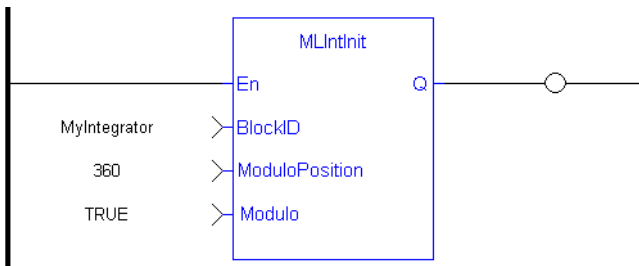 MLIntInit
En Q
MyIntegrator BlockID
360 ModuloPosition
TRUE Modulo